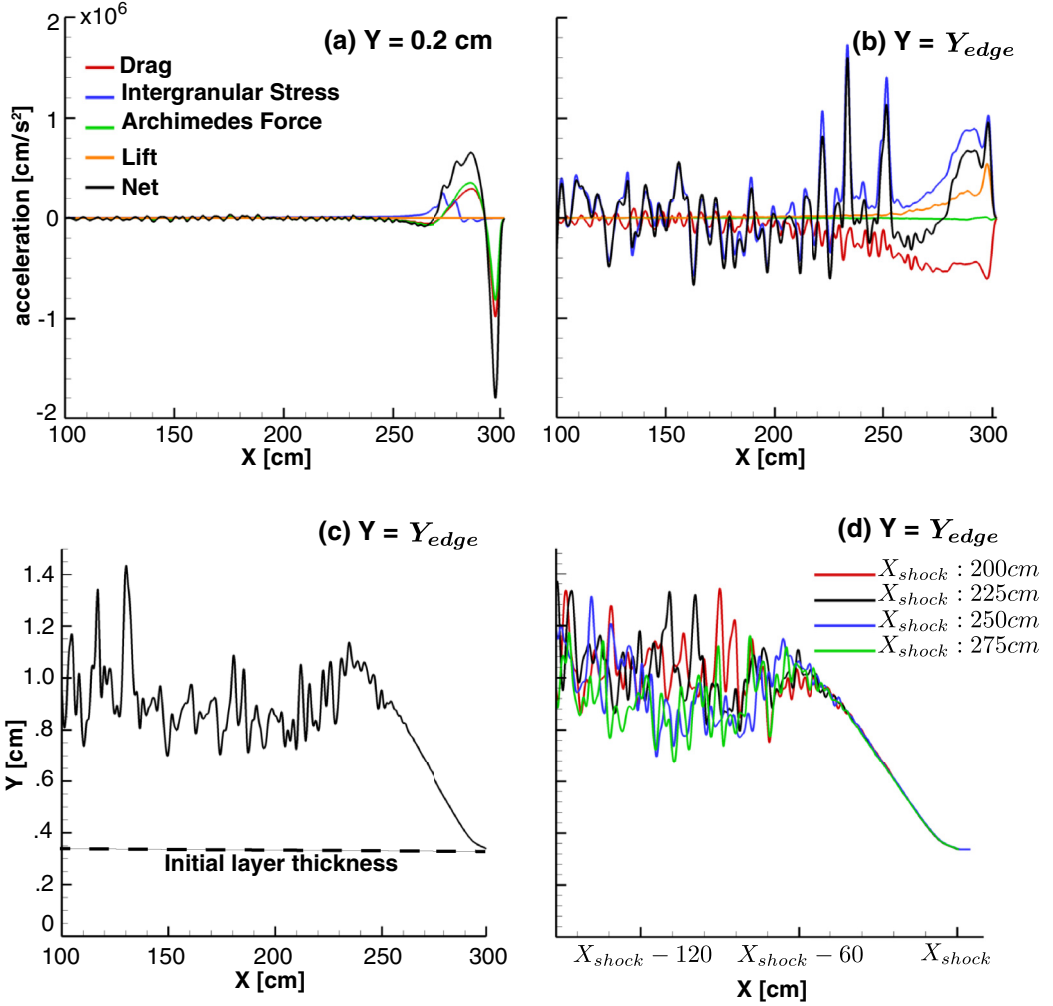 2 x10⁶
(a) Y = 0.2 cm
Drag
Intergranular Stress
Archimedes Force
Lift
Net
1
0
-1
-2
acceleration [cm/s²]
100 150 200 250 300
X [cm]
(b) Y = Y_edge
100 150 200 250 300
X [cm]
(c) Y = Y_edge
1.4
1.2
1.0
.8
.6
.4
.2
0
Y [cm]
Initial layer thickness
100 150 200 250 300
X [cm]
(d) Y = Y_edge
X_shock : 200cm
X_shock : 225cm
X_shock : 250cm
X_shock : 275cm
X_shock − 120 X_shock − 60 X_shock
X [cm]